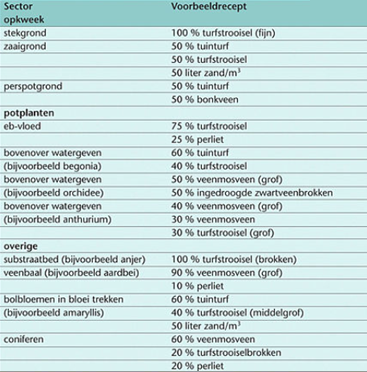 Sector Voorbeeldrecept
opkweek
stekgrond 100 % turfstrooisel (fijn)
zaaigrond 50 % tuinturf
50 % turfstrooisel
50 liter zand/m³
perspotgrond 50 % tuinturf
50 % bonkveen
potplanten
eb-vloed 75 % turfstrooisel
25 % perliet
bovenover watergeven 60 % tuinturf
(bijvoorbeeld begonia) 40 % turfstrooisel
bovenover watergeven 50 % veenmosveen (grof)
(bijvoorbeeld orchidee) 50 % ingedroogde zwartveenbrokken
bovenover watergeven 40 % veenmosveen (grof)
(bijvoorbeeld anthurium) 30 % veenmosveen
30 % turfstrooisel (grof)
overige
substraatbed (bijvoorbeeld anjer) 100 % turfstrooisel (brokken)
veenbaal (bijvoorbeeld aardbei) 90 % veenmosveen (grof)
10 % perliet
bolbloemen in bloei trekken 60 % tuinturf
(bijvoorbeeld amaryllis) 40 % turfstrooisel (middelgrof)
50 liter zand/m³
coniferen 60 % veenmosveen
20 % turfstrooiselbrokken
20 % perliet